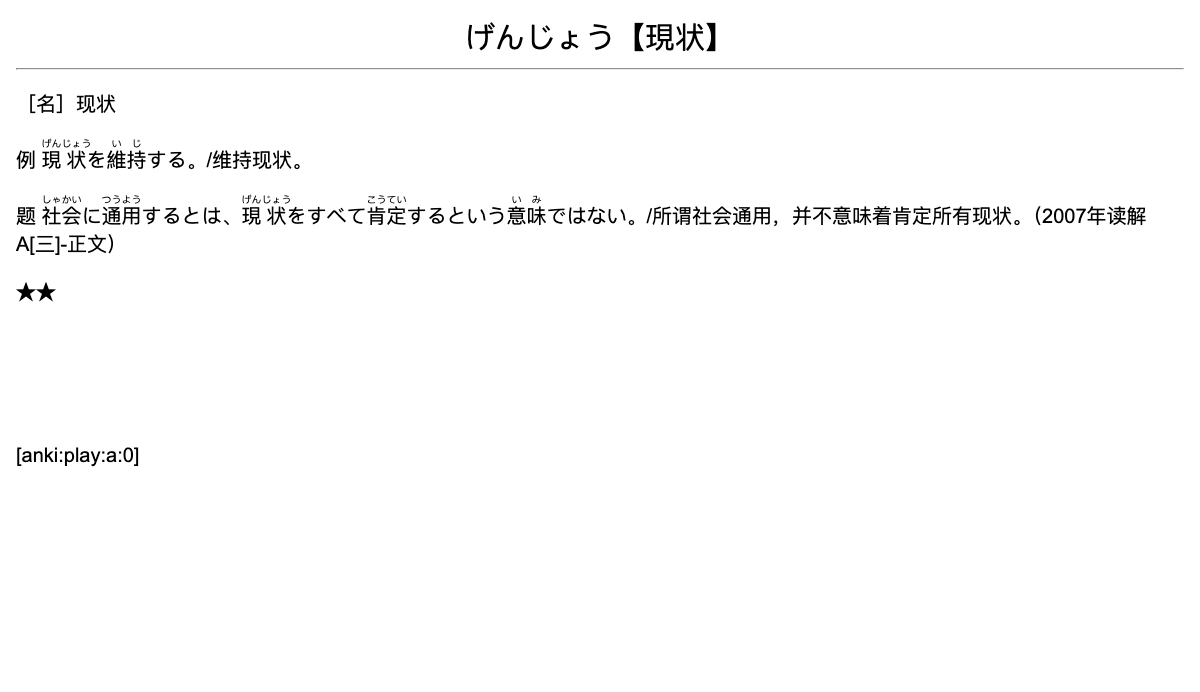 げんじょう【現状】
［名］现状
げんじょう い じ
例 現状を維持する。/维持现状。
しゃかい つうよう げんじょう こうてい い み
题 社会に通用するとは、現状をすべて肯定するという意味ではない。/所谓社会通用，并不意味着肯定所有现状。（2007年读解
A[三]-正文）
★★
[anki:play:a:0]